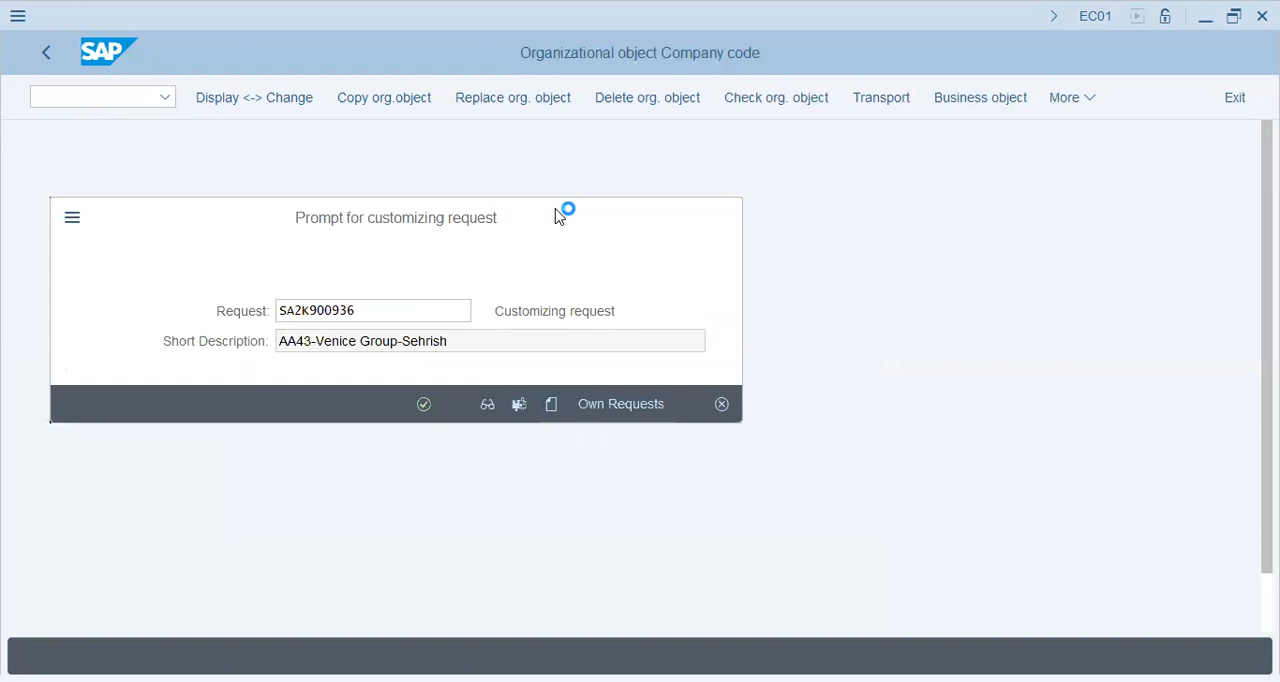 EC01
SAP
Organizational object Company code
Display <-> Change
Copy org.object
Replace org. object
Delete org. object
Check org. object
Transport
Business object
More
Exit
Prompt for customizing request
Request: SA2K900936 Customizing request
Short Description: AA43-Venice Group-Sehrish
Own Requests